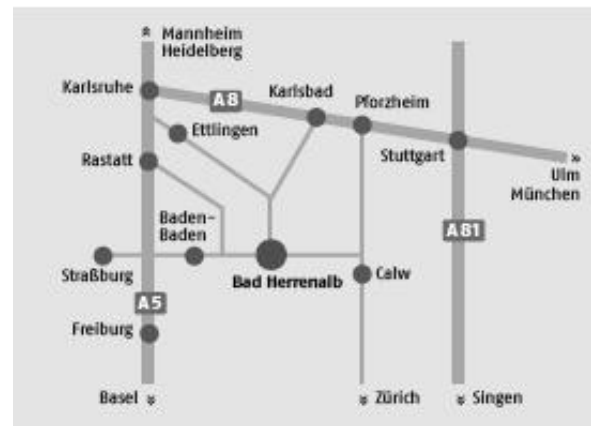 Mannheim
Heidelberg
Karlsruhe
A8
Karlsbad
Pforzheim
Ettlingen
Stuttgart
Rastatt
Ulm
München
Baden-
Baden
A81
Straßburg
Bad Herrenalb
Calw
A5
Freiburg
Basel
Zürich
Singen